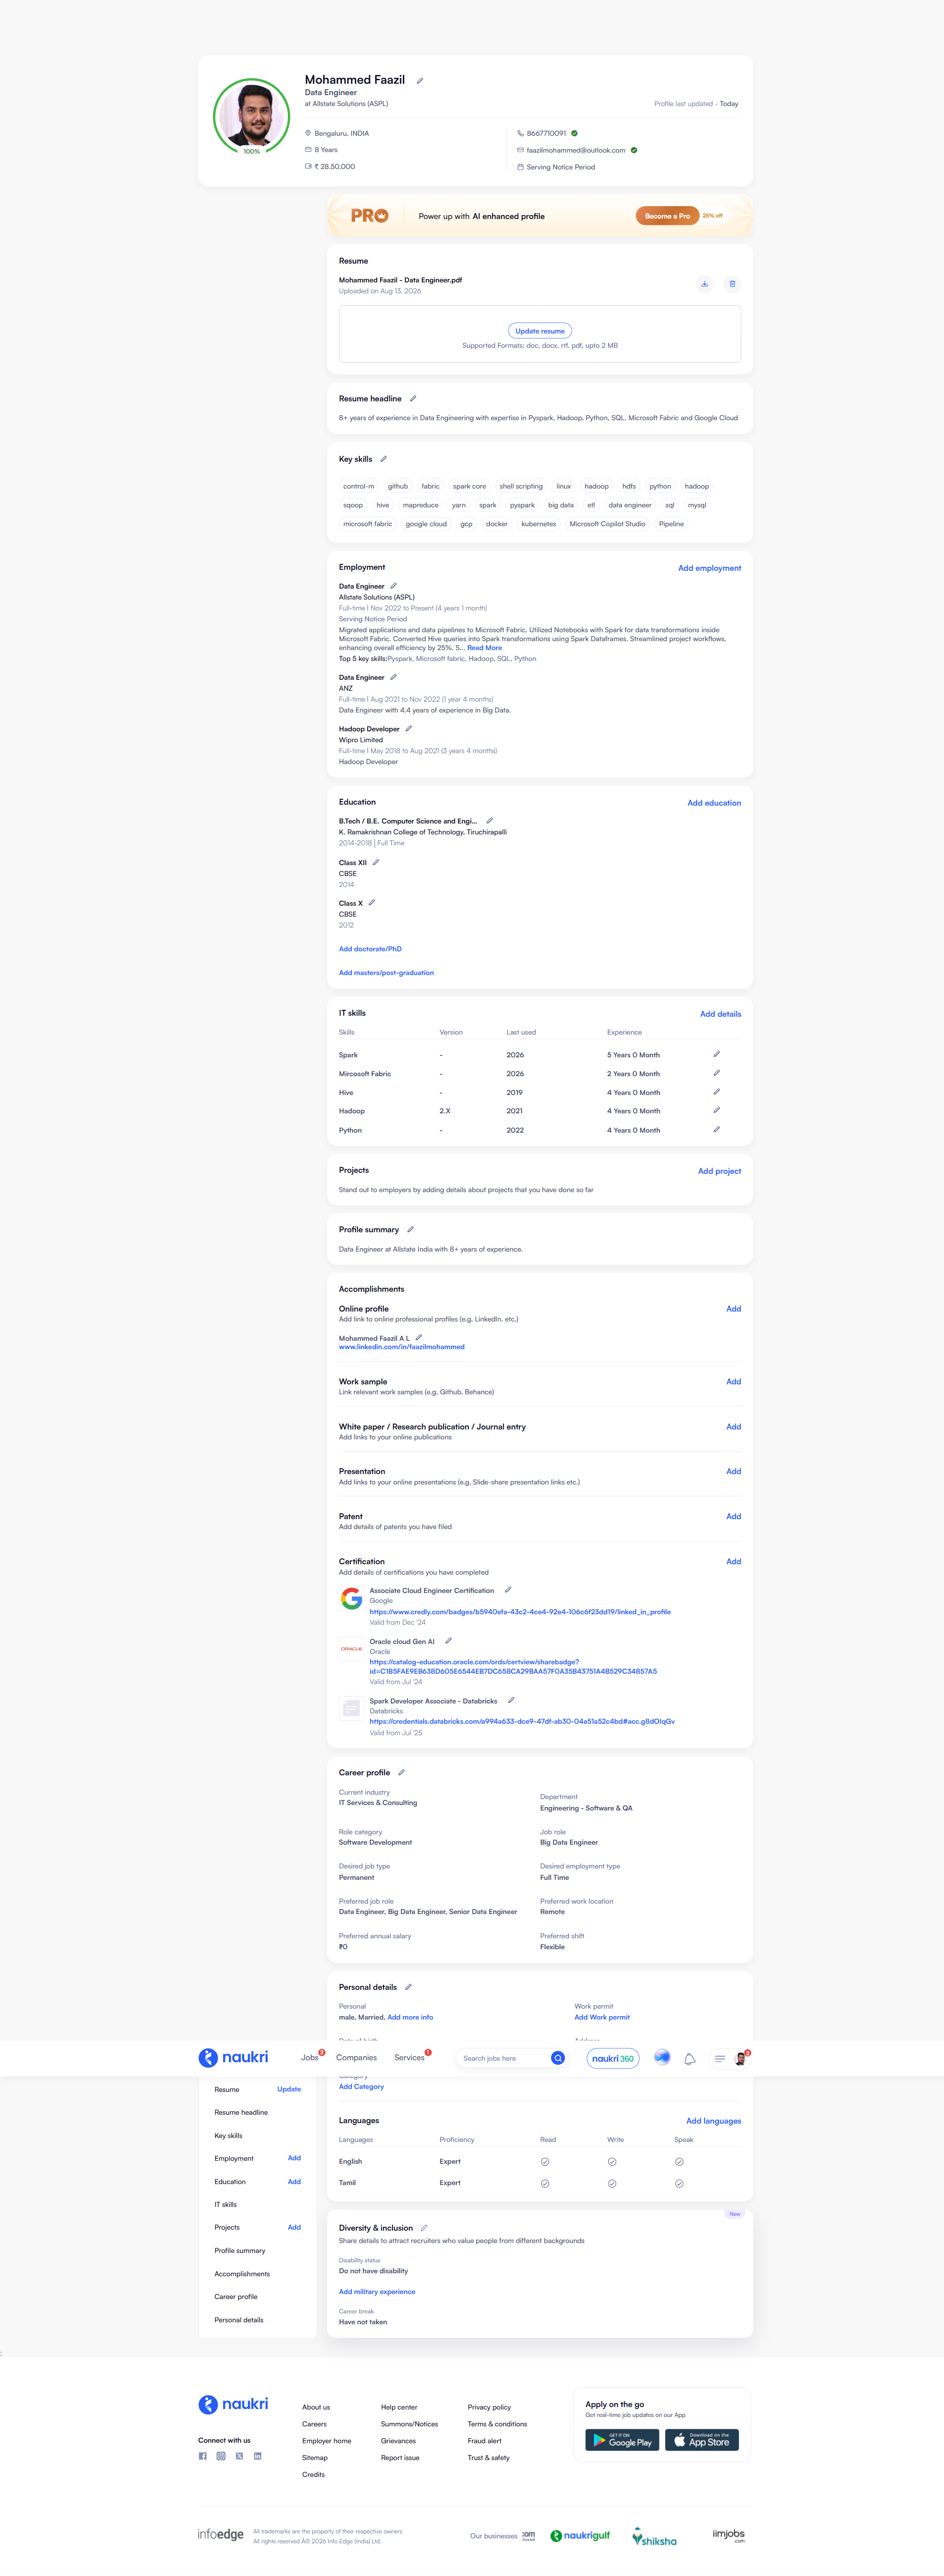 Mohammed Faazil
Data Engineer
at Allstate Solutions (ASPL)
Profile last updated - Today
100%
Bengaluru, INDIA
8 Years
₹ 28,50,000
8667710091
faazilmohammed@outlook.com
Serving Notice Period
PRO
Power up with AI enhanced profile
Become a Pro
25% off
Resume
Mohammed Faazil - Data Engineer.pdf
Uploaded on Aug 13, 2026
Update resume
Supported Formats: doc, docx, rtf, pdf, upto 2 MB
Resume headline
8+ years of experience in Data Engineering with expertise in Pyspark, Hadoop, Python, SQL, Microsoft Fabric and Google Cloud
Key skills
control-m github fabric spark core shell scripting linux hadoop hdfs python hadoop
sqoop hive mapreduce yarn spark pyspark big data etl data engineer sql mysql
microsoft fabric google cloud gcp docker kubernetes Microsoft Copilot Studio Pipeline
Employment
Add employment
Data Engineer
Allstate Solutions (ASPL)
Full-time | Nov 2022 to Present (4 years 1 month)
Serving Notice Period
Migrated applications and data pipelines to Microsoft Fabric. Utilized Notebooks with Spark for data transformations inside
Microsoft Fabric. Converted Hive queries into Spark transformations using Spark Dataframes. Streamlined project workflows,
enhancing overall efficiency by 25%. S... Read More
Top 5 key skills:Pyspark, Microsoft fabric, Hadoop, SQL, Python
Data Engineer
ANZ
Full-time | Aug 2021 to Nov 2022 (1 year 4 months)
Data Engineer with 4.4 years of experience in Big Data.
Hadoop Developer
Wipro Limited
Full-time | May 2018 to Aug 2021 (3 years 4 months)
Hadoop Developer
Education
Add education
B.Tech / B.E. Computer Science and Engi...
K. Ramakrishnan College of Technology, Tiruchirapalli
2014-2018 | Full Time
Class XII
CBSE
2014
Class X
CBSE
2012
Add doctorate/PhD
Add masters/post-graduation
IT skills
Add details
Skills Version Last used Experience
Spark - 2026 5 Years 0 Month
Mircosoft Fabric - 2026 2 Years 0 Month
Hive - 2019 4 Years 0 Month
Hadoop 2.X 2021 4 Years 0 Month
Python - 2022 4 Years 0 Month
Projects
Add project
Stand out to employers by adding details about projects that you have done so far
Profile summary
Data Engineer at Allstate India with 8+ years of experience.
Accomplishments
Online profile
Add
Add link to online professional profiles (e.g. LinkedIn, etc.)
Mohammed Faazil A L
www.linkedin.com/in/faazilmohammed
Work sample
Add
Link relevant work samples (e.g. Github, Behance)
White paper / Research publication / Journal entry
Add
Add links to your online publications
Presentation
Add
Add links to your online presentations (e.g. Slide-share presentation links etc.)
Patent
Add
Add details of patents you have filed
Certification
Add
Add details of certifications you have completed
Associate Cloud Engineer Certification
Google
https://www.credly.com/badges/b5940efa-43c2-4ce4-92e4-106c6f23dd19/linked_in_profile
Valid from Dec '24
ORACLE
Oracle cloud Gen AI
Oracle
https://catalog-education.oracle.com/ords/certview/sharebadge?
id=C1B5FAE9EB638D605E6544EB7DC658CA29BAA57F0A35B43751A4B529C34857A5
Valid from Jul '24
Spark Developer Associate - Databricks
Databricks
https://credentials.databricks.com/a994a633-dce9-47df-ab30-04a51a52c4bd#acc.g8dOIqGv
Valid from Jul '25
Career profile
Current industry
IT Services & Consulting
Department
Engineering - Software & QA
Role category
Software Development
Job role
Big Data Engineer
Desired job type
Permanent
Desired employment type
Full Time
Preferred job role
Data Engineer, Big Data Engineer, Senior Data Engineer
Preferred work location
Remote
Preferred annual salary
₹0
Preferred shift
Flexible
Personal details
Personal
male, Married, Add more info
Work permit
Add Work permit
naukri
Jobs 2
Companies
Services 1
Search jobs here
naukri 360
Category
Add Category
Resume Update
Resume headline
Key skills
Employment Add
Education Add
IT skills
Projects Add
Profile summary
Accomplishments
Career profile
Personal details
Languages
Add languages
Languages Proficiency Read Write Speak
English Expert
Tamil Expert
New
Diversity & inclusion
Share details to attract recruiters who value people from different backgrounds
Disability status
Do not have disability
Add military experience
Career break
Have not taken
naukri
Connect with us
About us
Careers
Employer home
Sitemap
Credits
Help center
Summons/Notices
Grievances
Report issue
Privacy policy
Terms & conditions
Fraud alert
Trust & safety
Apply on the go
Get real-time job updates on our App
GET IT ON
Google Play
Download on the
App Store
infoedge
All trademarks are the property of their respective owners
All rights reserved Â© 2026 Info Edge (India) Ltd.
Our businesses
naukrigulf
shiksha
iimjobs
.com